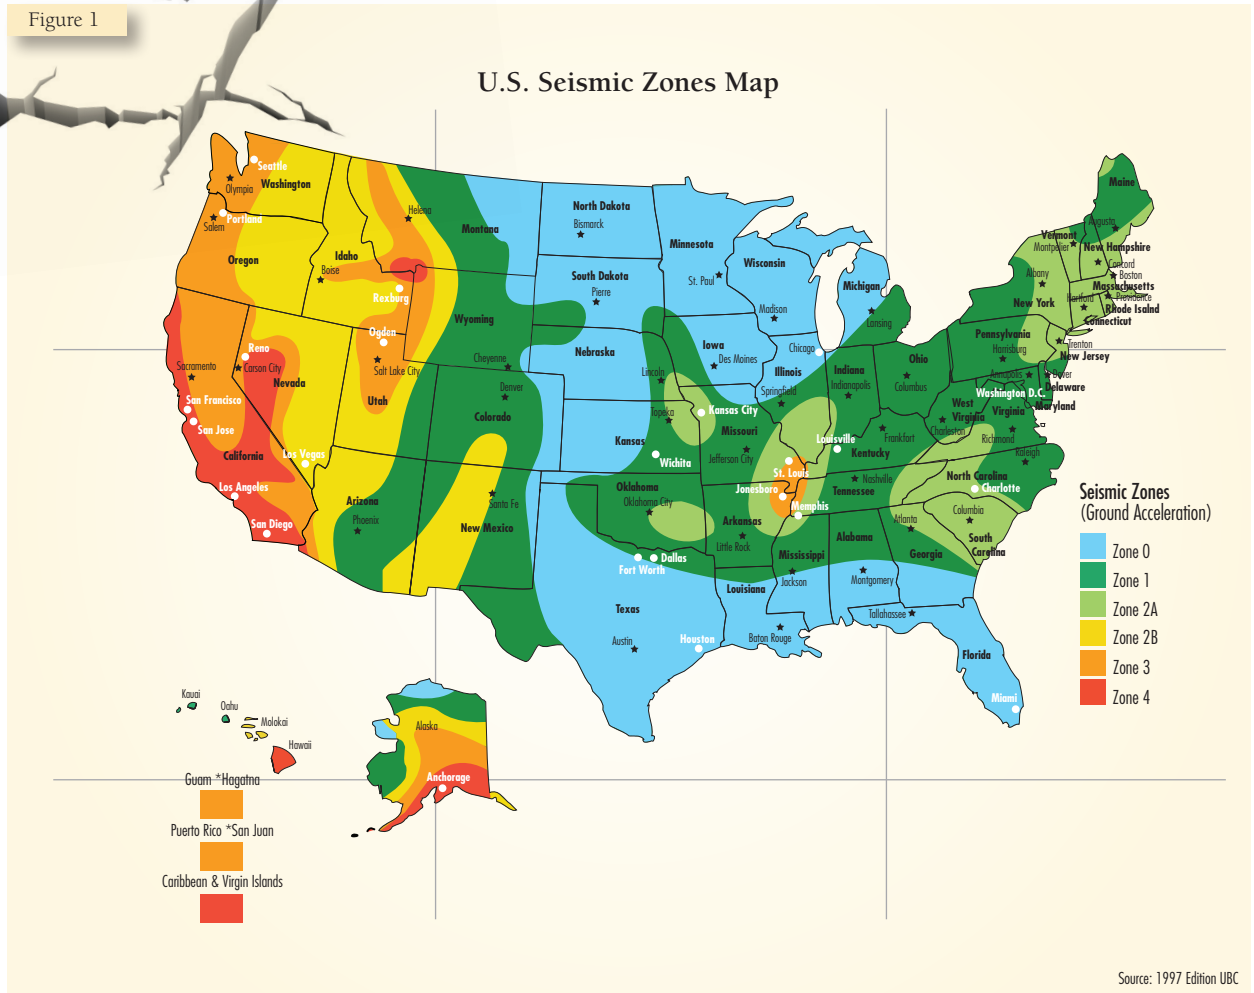 Figure 1
U.S. Seismic Zones Map
Seattle
Olympia
Washington
Portland
Salem
Oregon
Idaho
Boise
Helena
Montana
Rexburg
Ogden
Salt Lake City
Utah
Wyoming
Cheyenne
Reno
Carson City
Nevada
Sacramento
San Francisco
San Jose
California
Las Vegas
Los Angeles
San Diego
Arizona
Phoenix
Denver
Colorado
Santa Fe
New Mexico
North Dakota
Bismarck
South Dakota
Pierre
Nebraska
Lincoln
Topeka
Kansas
Wichita
Oklahoma
Oklahoma City
Dallas
Fort Worth
Texas
Austin
Houston
Minnesota
St. Paul
Wisconsin
Madison
Michigan
Lansing
Iowa
Des Moines
Chicago
Illinois
Springfield
Kansas City
Missouri
Jefferson City
St. Louis
Jonesboro
Memphis
Arkansas
Little Rock
Louisiana
Baton Rouge
Mississippi
Jackson
Alabama
Montgomery
Georgia
Atlanta
Tallahassee
Florida
Miami
Indiana
Indianapolis
Ohio
Columbus
Louisville
Frankfort
Kentucky
Nashville
Tennessee
West
Virginia
Charleston
Virginia
Richmond
Raleigh
North Carolina
Charlotte
Columbia
South
Carolina
Maine
Augusta
Vermont
Montpelier
New Hampshire
Concord
Boston
Massachusetts
Albany
New York
Hartford
Providence
Rhode Isalnd
Connecticut
Pennsylvania
Harrisburg
Trenton
New Jersey
Annapolis
Dover
Delaware
Washington D.C.
Maryland
Seismic Zones
(Ground Acceleration)
Zone 0
Zone 1
Zone 2A
Zone 2B
Zone 3
Zone 4
Kauai
Oahu
Molokai
Hawaii
Alaska
Anchorage
Guam *Hagatna
Puerto Rico *San Juan
Caribbean & Virgin Islands
Source: 1997 Edition UBC